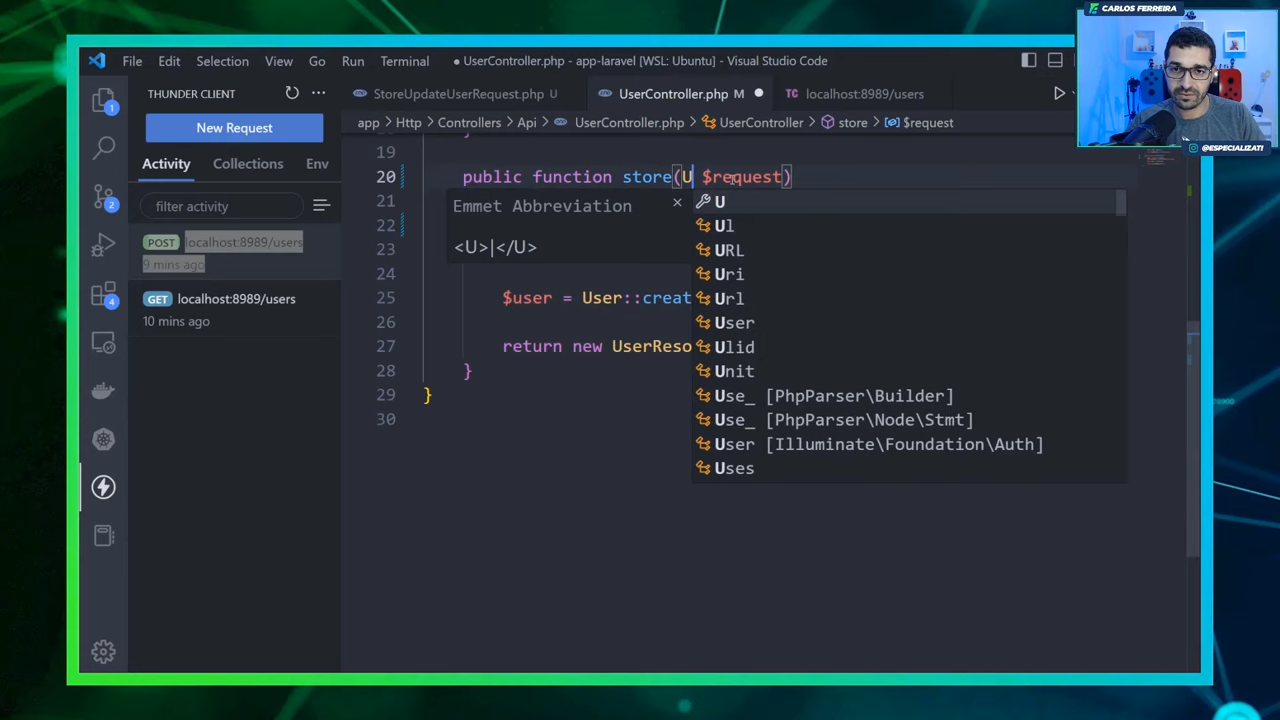 CARLOS FERREIRA
File Edit Selection View Go Run Terminal
UserController.php - app-laravel [WSL: Ubuntu] - Visual Studio Code
THUNDER CLIENT
StoreUpdateUserRequest.php U
UserController.php M
TC localhost:8989/users
New Request
app > Http > Controllers > Api > UserController.php > UserController > store > $request
@ESPECIALIZATI
Activity Collections Env
filter activity
POST localhost:8989/users
9 mins ago
GET localhost:8989/users
10 mins ago
19
20 public function store(U $request)
21
22
23
24
25 $user = User::creat
26
27 return new UserReso
28 }
29 }
30
Emmet Abbreviation
<U>|</U>
U
Ul
URL
Uri
Url
User
Ulid
Unit
Use_ [PhpParser\Builder]
Use_ [PhpParser\Node\Stmt]
User [Illuminate\Foundation\Auth]
Uses
1
2
4